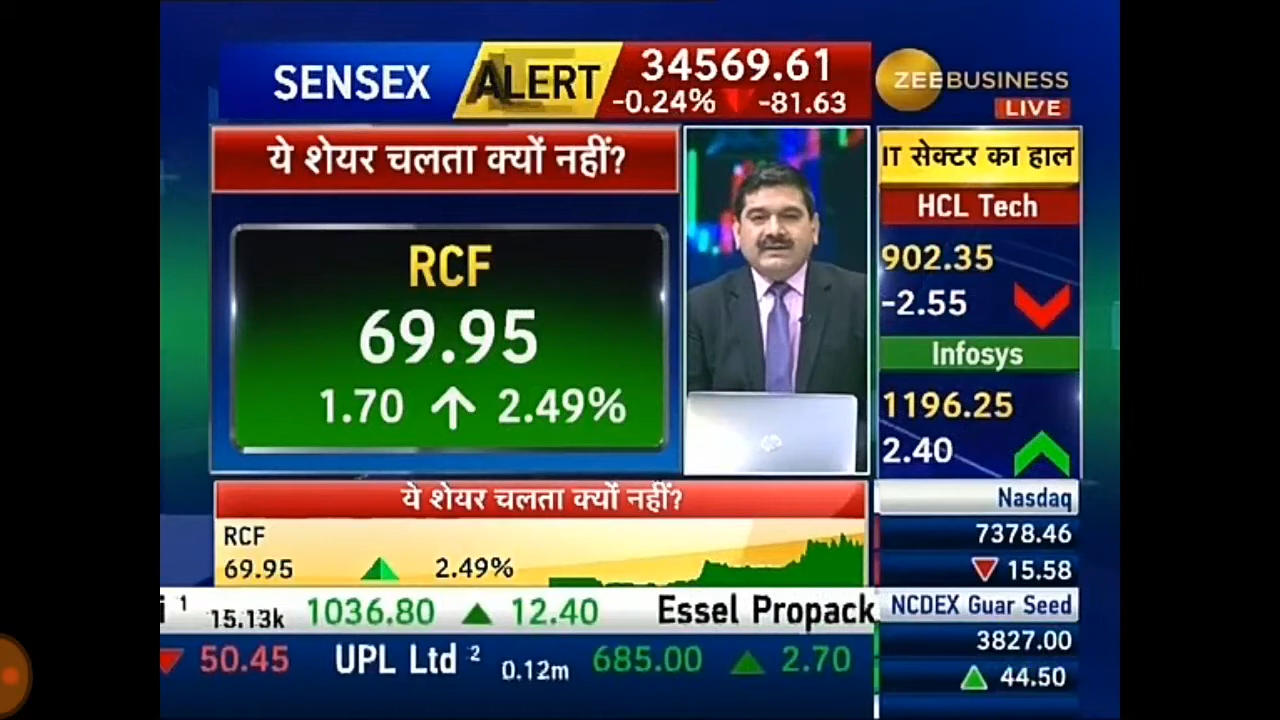 SENSEX
ALERT
34569.61
-0.24% -81.63
ZEEBUSINESS
LIVE
ये शेयर चलता क्यों नहीं?
RCF
69.95
1.70 ↑ 2.49%
IT सेक्टर का हाल
HCL Tech
902.35
-2.55
Infosys
1196.25
2.40
ये शेयर चलता क्यों नहीं?
RCF
69.95 2.49%
Nasdaq
7378.46
15.58
NCDEX Guar Seed
3827.00
44.50
i 1 15.13k 1036.80 12.40 Essel Propack
50.45 UPL Ltd 2 0.12m 685.00 2.70
hp